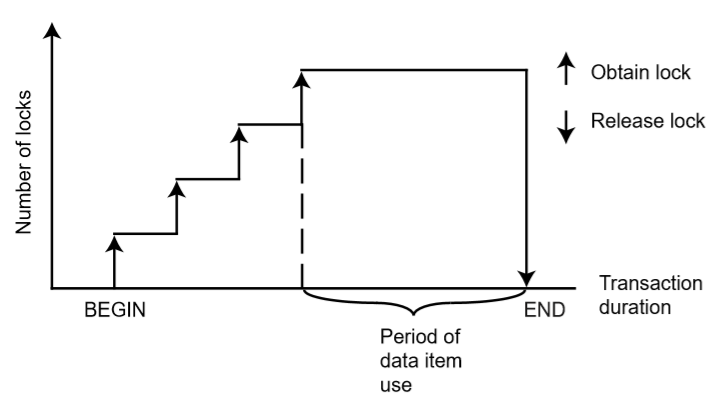 Number of locks
Obtain lock
Release lock
BEGIN
END
Transaction
duration
Period of
data item
use